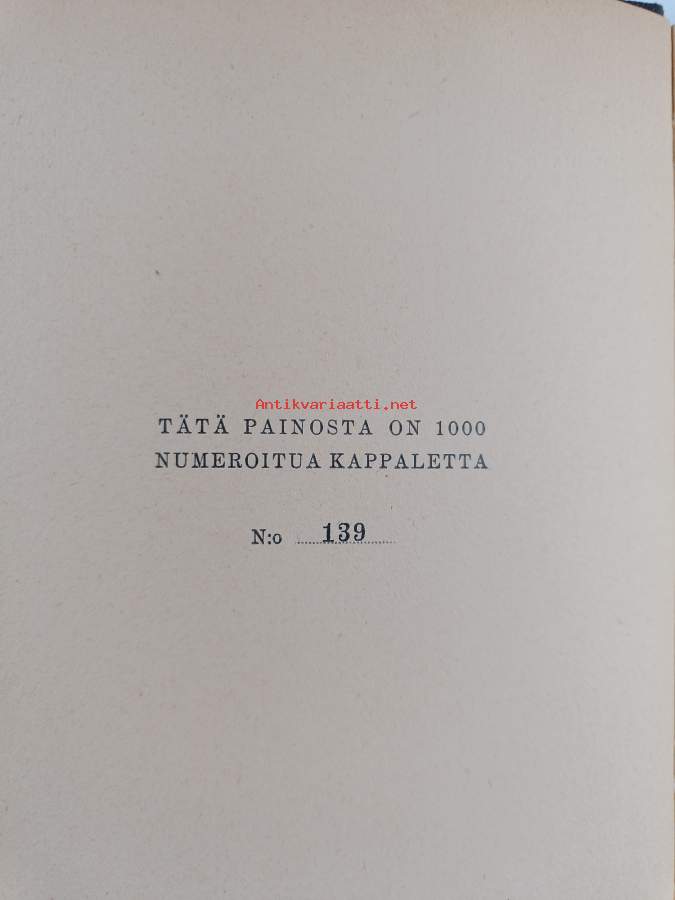 Antikvariaatti.net
TÄTÄ PAINOSTA ON 1000
NUMEROITUA KAPPALETTA
N:o 139